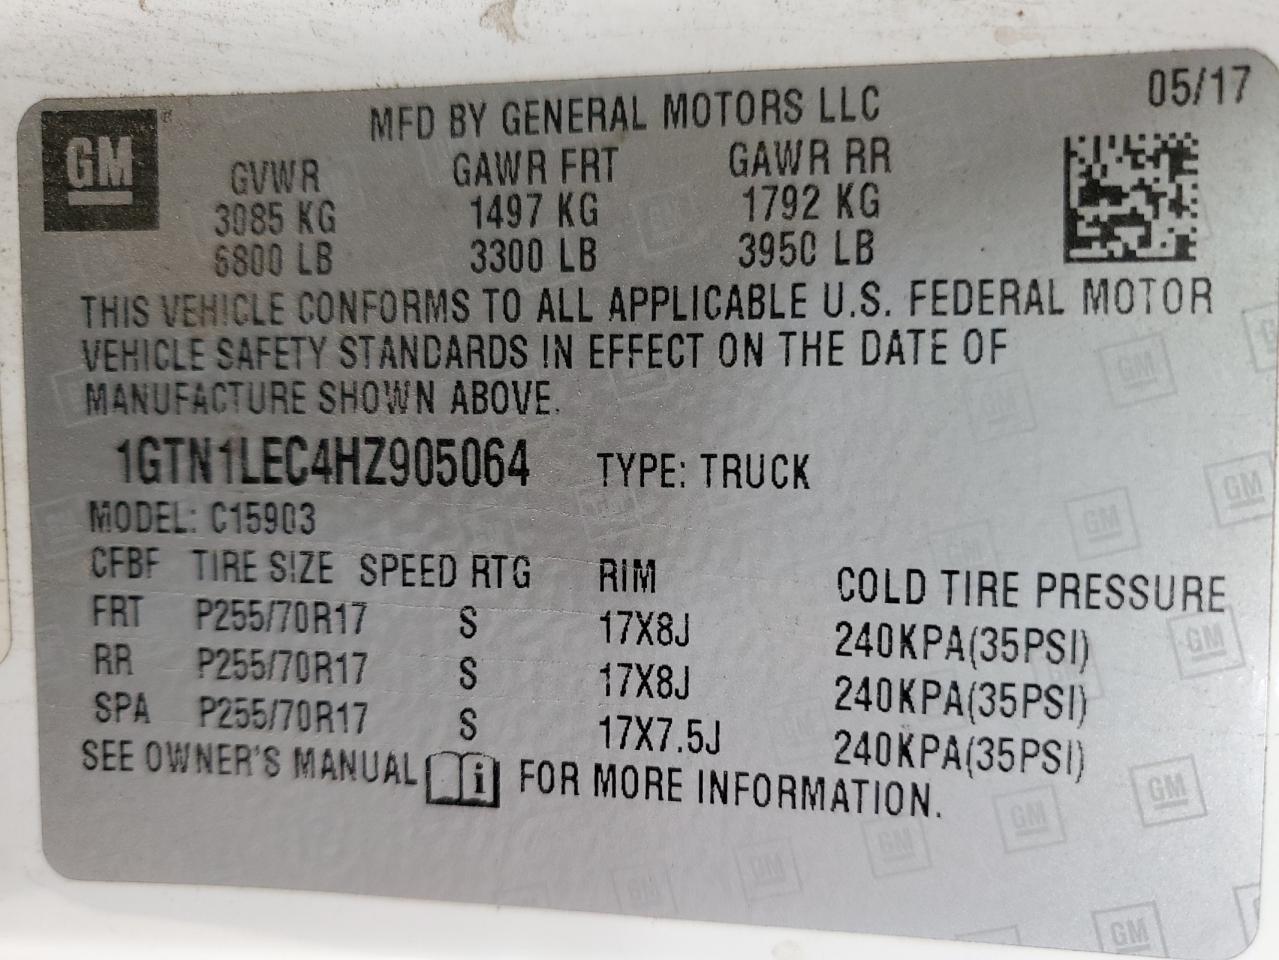 05/17
GM
MFD BY GENERAL MOTORS LLC
GVWR GAWR FRT GAWR RR
3085 KG 1497 KG 1792 KG
6800 LB 3300 LB 3950 LB
THIS VEHICLE CONFORMS TO ALL APPLICABLE U.S. FEDERAL MOTOR
VEHICLE SAFETY STANDARDS IN EFFECT ON THE DATE OF
MANUFACTURE SHOWN ABOVE.
1GTN1LEC4HZ905064 TYPE: TRUCK
MODEL: C15903
CFBF TIRE SIZE SPEED RTG RIM COLD TIRE PRESSURE
FRT P255/70R17 S 17X8J 240KPA(35PSI)
RR P255/70R17 S 17X8J 240KPA(35PSI)
SPA P255/70R17 S 17X7.5J 240KPA(35PSI)
SEE OWNER'S MANUAL i FOR MORE INFORMATION.